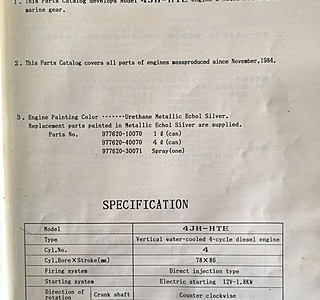 1. This Parts Catalog develops Model 4JH-HTE engine
marine gear.
2. This Parts Catalog covers all parts of engines massproduced since November,1984.
3. Engine Painting Color ·······Urethane Metallic Echol Silver.
Replacement parts painted in Metallic Echol Silver are supplied.
Parts No. 977620-10070 1 ℓ (can)
977620-40070 4 ℓ (can)
977620-30071 Spray(one)
SPECIFICATION
Model 4JH-HTE
Type Vertical water-cooled 4-cycle diesel engine
Cyl.No. 4
Cyl.Bore×Stroke(㎜) 78×86
Firing system Direct injection type
Starting system Electric starting 12V-1.8KW
Direction of rotation Crank shaft Counter clockwise